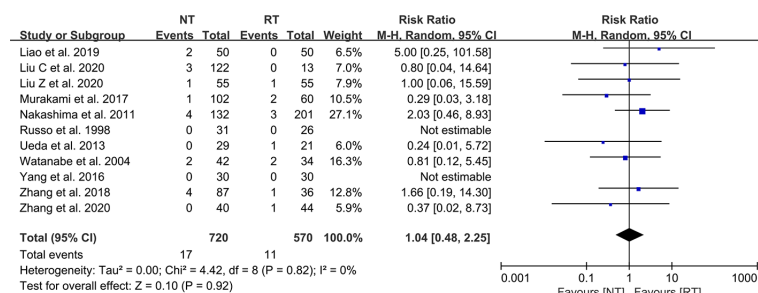 NT RT Risk Ratio Risk Ratio
Study or Subgroup Events Total Events Total Weight M-H, Random, 95% CI M-H, Random, 95% CI
Liao et al. 2019 2 50 0 50 6.5% 5.00 [0.25, 101.58]
Liu C et al. 2020 3 122 0 13 7.0% 0.80 [0.04, 14.64]
Liu Z et al. 2020 1 55 1 55 7.9% 1.00 [0.06, 15.59]
Murakami et al. 2017 1 102 2 60 10.5% 0.29 [0.03, 3.18]
Nakashima et al. 2011 4 132 3 201 27.1% 2.03 [0.46, 8.93]
Russo et al. 1998 0 31 0 26 Not estimable
Ueda et al. 2013 0 29 1 21 6.0% 0.24 [0.01, 5.72]
Watanabe et al. 2004 2 42 2 34 16.3% 0.81 [0.12, 5.45]
Yang et al. 2016 0 30 0 30 Not estimable
Zhang et al. 2018 4 87 1 36 12.8% 1.66 [0.19, 14.30]
Zhang et al. 2020 0 40 1 44 5.9% 0.37 [0.02, 8.73]
Total (95% CI) 720 570 100.0% 1.04 [0.48, 2.25]
Total events 17 11
Heterogeneity: Tau² = 0.00; Chi² = 4.42, df = 8 (P = 0.82); I² = 0%
Test for overall effect: Z = 0.10 (P = 0.92)
0.001 0.1 1 10 1000
Favours [NT] Favours [RT]